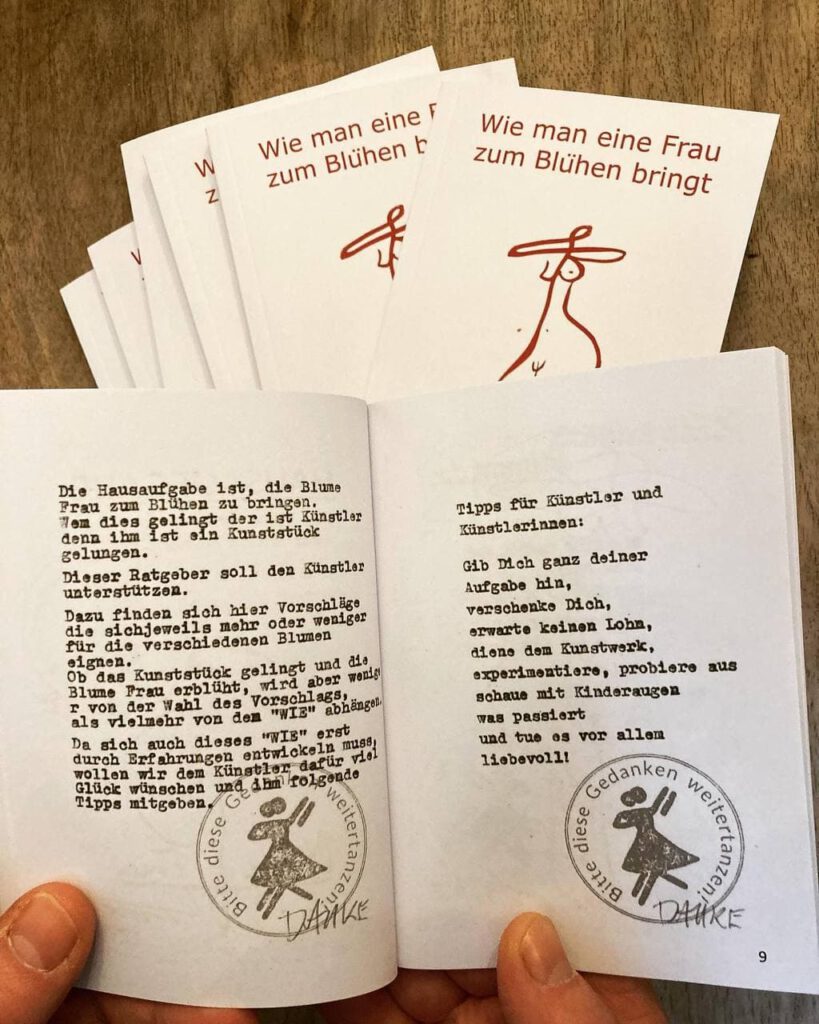 Wie man eine F
zum Blühen b
Wie man eine Frau
zum Blühen bringt
W
z
Die Hausaufgabe ist, die Blume
Frau zum Blühen zu bringen.
Wem dies gelingt der ist Künstler
denn ihm ist ein Kunststück
gelungen.
Dieser Ratgeber soll den Künstler
unterstützen.
Dazu finden sich hier Vorschläge
die sichjeweils mehr oder weniger
für die verschiedenen Blumen
eignen.
Ob das Kunststück gelingt und die
Blume Frau erblüht, wird aber wenige
r von der Wahl des Vorschlags,
als vielmehr von dem "WIE" abhängen.
Da sich auch dieses "WIE" erst
durch Erfahrungen entwickeln muss,
wollen wir dem Künstler dafür viel
Glück wünschen und ihm folgende
Tipps mitgeben.
Bitte diese Gedanken weitertanzen!
DANKE
Tipps für Künstler und
Künstlerinnen:
Gib Dich ganz deiner
Aufgabe hin,
verschenke Dich,
erwarte keinen Lohn,
diene dem Kunstwerk,
experimentiere, probiere aus
schaue mit Kinderaugen
was passiert
und tue es vor allem
liebevoll!
Bitte diese Gedanken weitertanzen!
DANKE
9